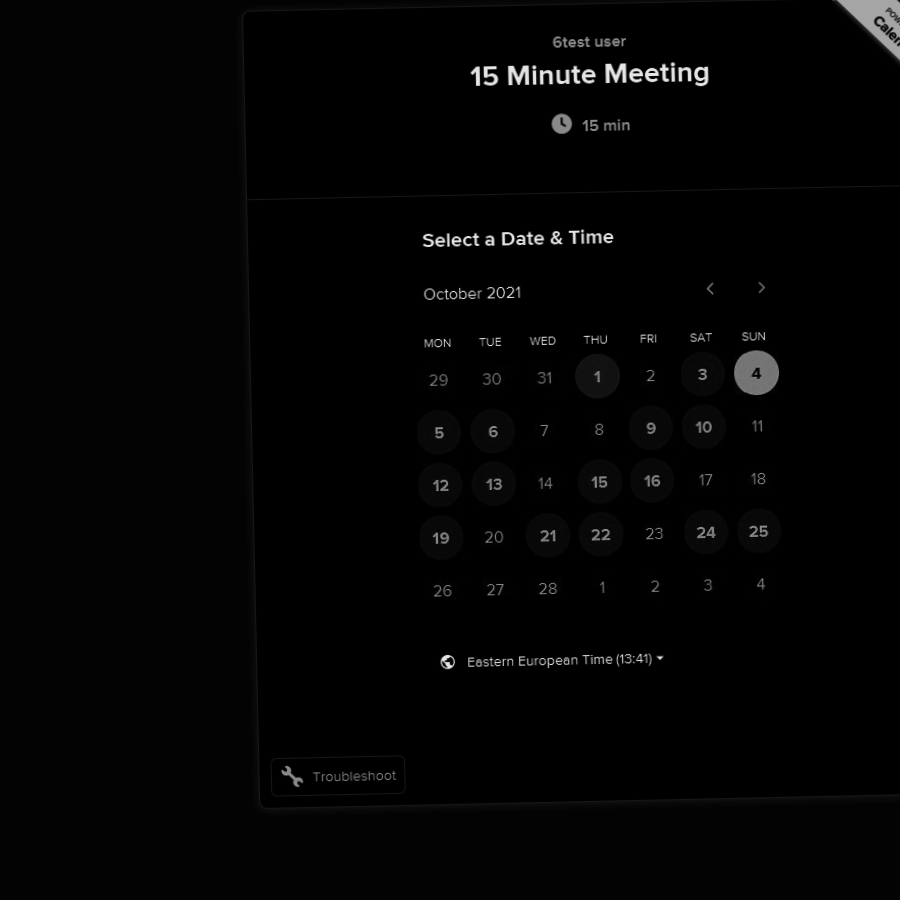 6test user
15 Minute Meeting
15 min
Select a Date & Time
October 2021
MON TUE WED THU FRI SAT SUN
29 30 31 1 2 3 4
5 6 7 8 9 10 11
12 13 14 15 16 17 18
19 20 21 22 23 24 25
26 27 28 1 2 3 4
Eastern European Time (13:41)
Troubleshoot